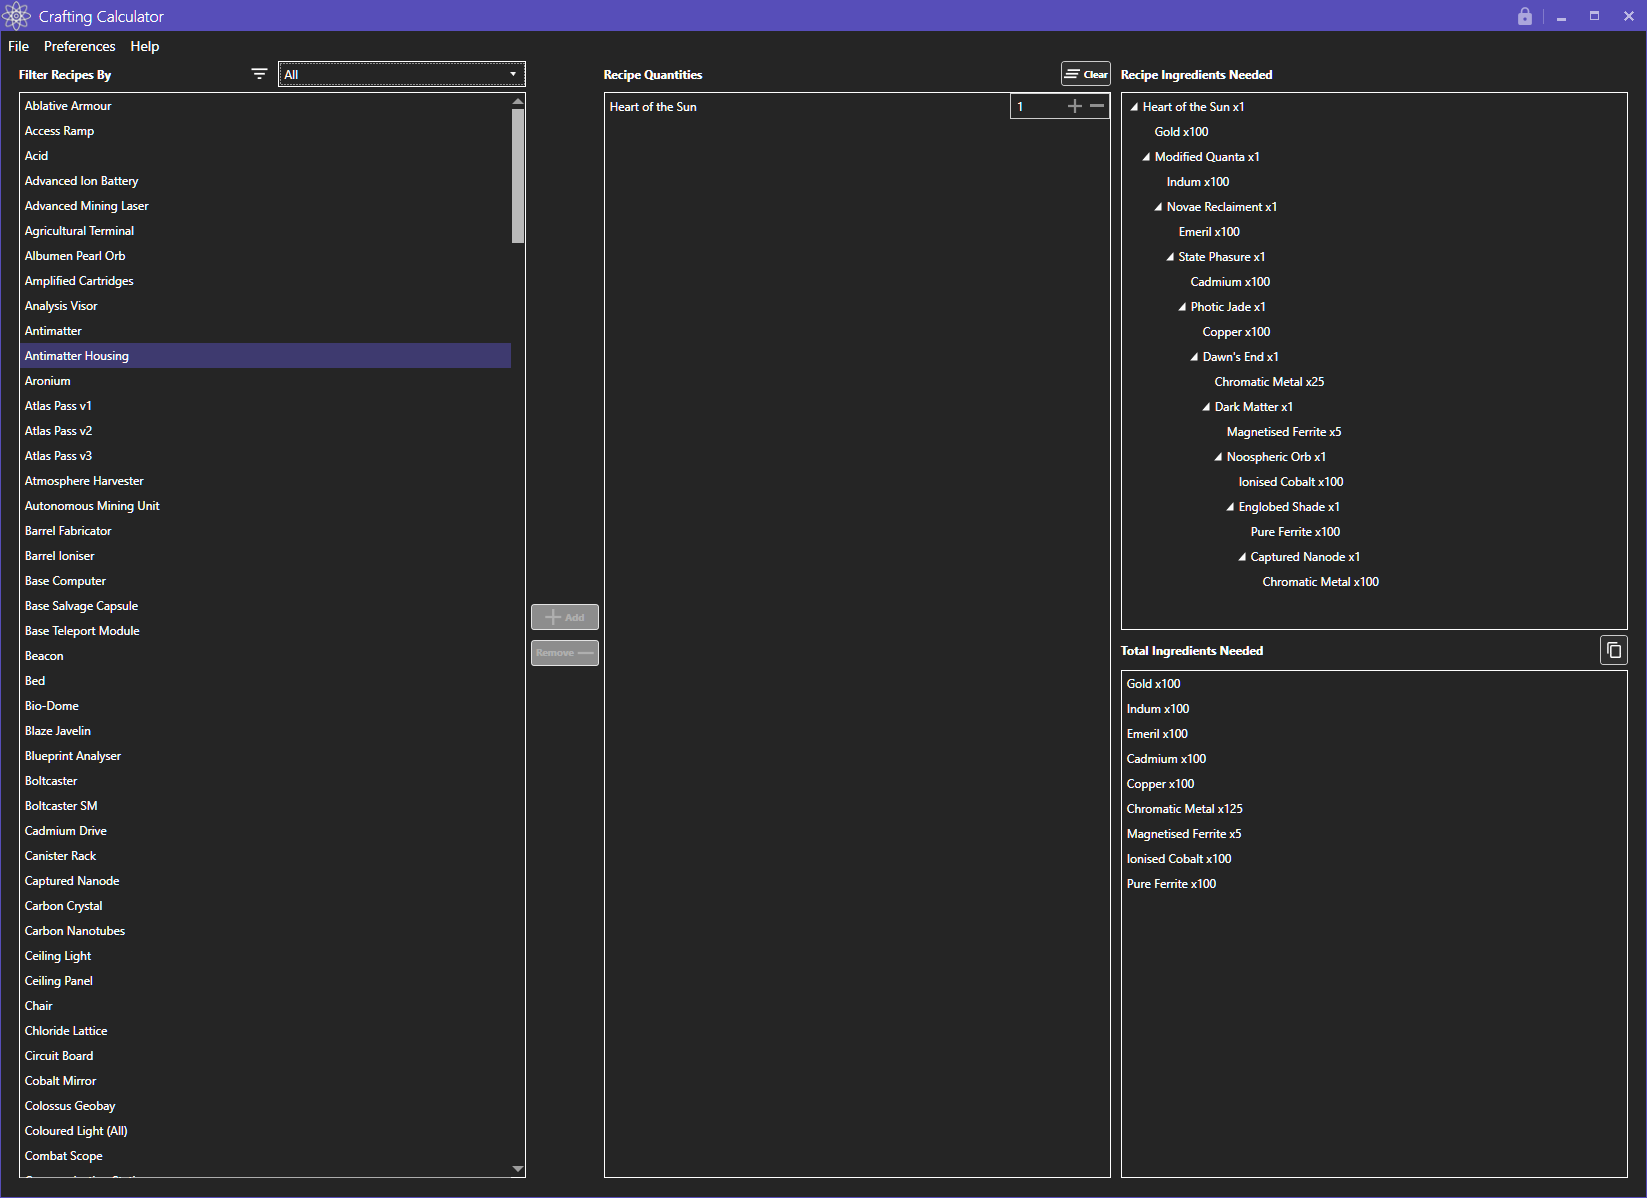 Crafting Calculator
File Preferences Help
Filter Recipes By
All
Ablative Armour
Access Ramp
Acid
Advanced Ion Battery
Advanced Mining Laser
Agricultural Terminal
Albumen Pearl Orb
Amplified Cartridges
Analysis Visor
Antimatter
Antimatter Housing
Aronium
Atlas Pass v1
Atlas Pass v2
Atlas Pass v3
Atmosphere Harvester
Autonomous Mining Unit
Barrel Fabricator
Barrel Ioniser
Base Computer
Base Salvage Capsule
Base Teleport Module
Beacon
Bed
Bio-Dome
Blaze Javelin
Blueprint Analyser
Boltcaster
Boltcaster SM
Cadmium Drive
Canister Rack
Captured Nanode
Carbon Crystal
Carbon Nanotubes
Ceiling Light
Ceiling Panel
Chair
Chloride Lattice
Circuit Board
Cobalt Mirror
Colossus Geobay
Coloured Light (All)
Combat Scope
Add
Remove
Recipe Quantities
Clear
Heart of the Sun
1
Recipe Ingredients Needed
Heart of the Sun x1
Gold x100
Modified Quanta x1
Indum x100
Novae Reclaiment x1
Emeril x100
State Phasure x1
Cadmium x100
Photic Jade x1
Copper x100
Dawn's End x1
Chromatic Metal x25
Dark Matter x1
Magnetised Ferrite x5
Noospheric Orb x1
Ionised Cobalt x100
Englobed Shade x1
Pure Ferrite x100
Captured Nanode x1
Chromatic Metal x100
Total Ingredients Needed
Gold x100
Indum x100
Emeril x100
Cadmium x100
Copper x100
Chromatic Metal x125
Magnetised Ferrite x5
Ionised Cobalt x100
Pure Ferrite x100